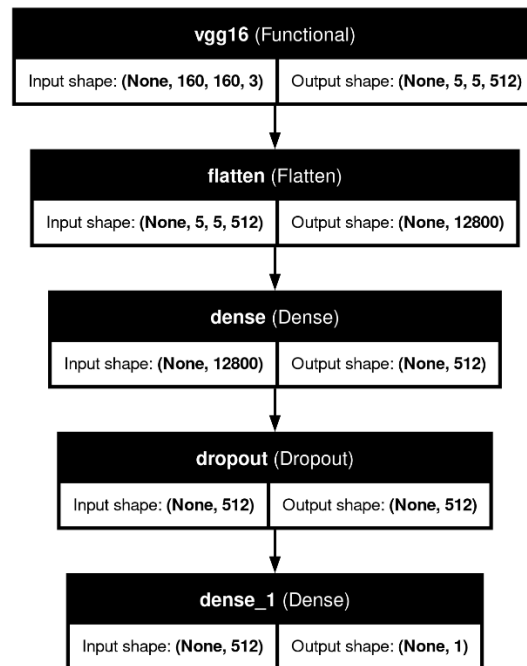 vgg16 (Functional)
Input shape: (None, 160, 160, 3) Output shape: (None, 5, 5, 512)
flatten (Flatten)
Input shape: (None, 5, 5, 512) Output shape: (None, 12800)
dense (Dense)
Input shape: (None, 12800) Output shape: (None, 512)
dropout (Dropout)
Input shape: (None, 512) Output shape: (None, 512)
dense_1 (Dense)
Input shape: (None, 512) Output shape: (None, 1)